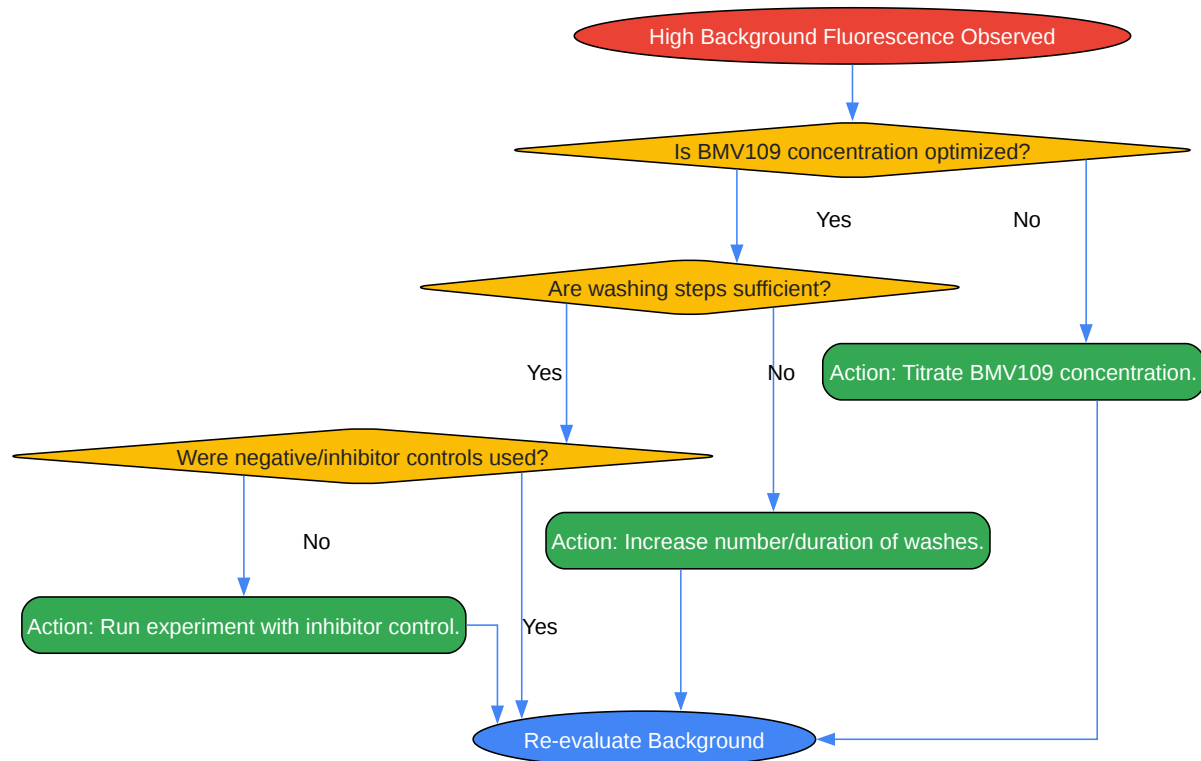 High Background Fluorescence Observed
Is BMV109 concentration optimized?
Yes
No
Are washing steps sufficient?
Yes
No
Action: Titrate BMV109 concentration.
Were negative/inhibitor controls used?
No
Action: Increase number/duration of washes.
Action: Run experiment with inhibitor control.
Yes
Re-evaluate Background